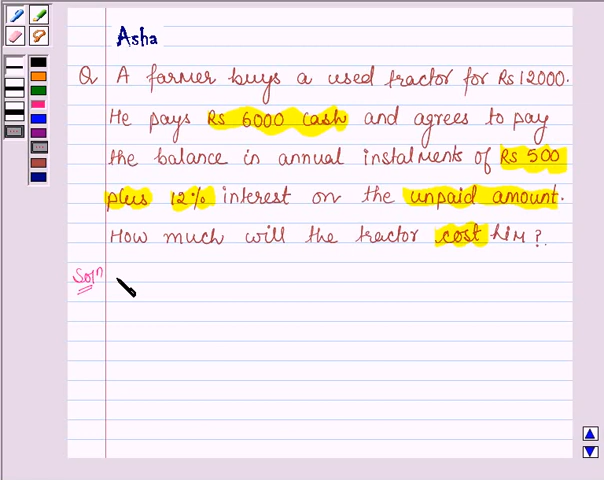 Asha
Q A farmer buys a used tractor for Rs 12000.
He pays Rs 6000 cash and agrees to pay
the balance in annual instalments of Rs 500
plus 12% interest on the unpaid amount.
How much will the tractor cost him?
Soln